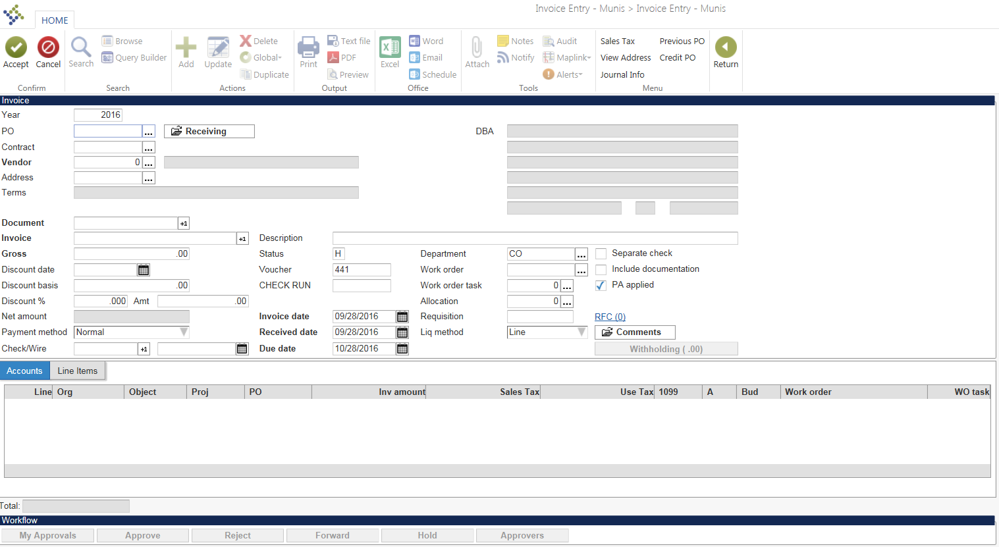 Invoice Entry - Munis > Invoice Entry - Munis
HOME
Accept Cancel Search Browse Query Builder Add Update Delete Global Duplicate Print Text file PDF Preview Excel Word Email Schedule Attach Notes Notify Audit Maplink Alerts Sales Tax View Address Journal Info Previous PO Credit PO Return
Confirm Search Actions Output Office Tools Menu
Invoice
Year 2016
PO ... Receiving DBA
Contract ...
Vendor 0 ...
Address ...
Terms
Document +1
Invoice +1 Description
Gross .00 Status H Department CO ... Separate check
Discount date Voucher 441 Work order ... Include documentation
Discount basis .00 CHECK RUN Work order task 0 ... PA applied
Discount % .000 Amt .00 Allocation 0 ...
Net amount Invoice date 09/28/2016 Requisition RFC (0)
Payment method Normal Received date 09/28/2016 Liq method Line Comments
Check/Wire +1 Due date 10/28/2016 Withholding ( .00)
Accounts Line Items
Line Org Object Proj PO Inv amount Sales Tax Use Tax 1099 A Bud Work order WO task
Total:
Workflow
My Approvals Approve Reject Forward Hold Approvers